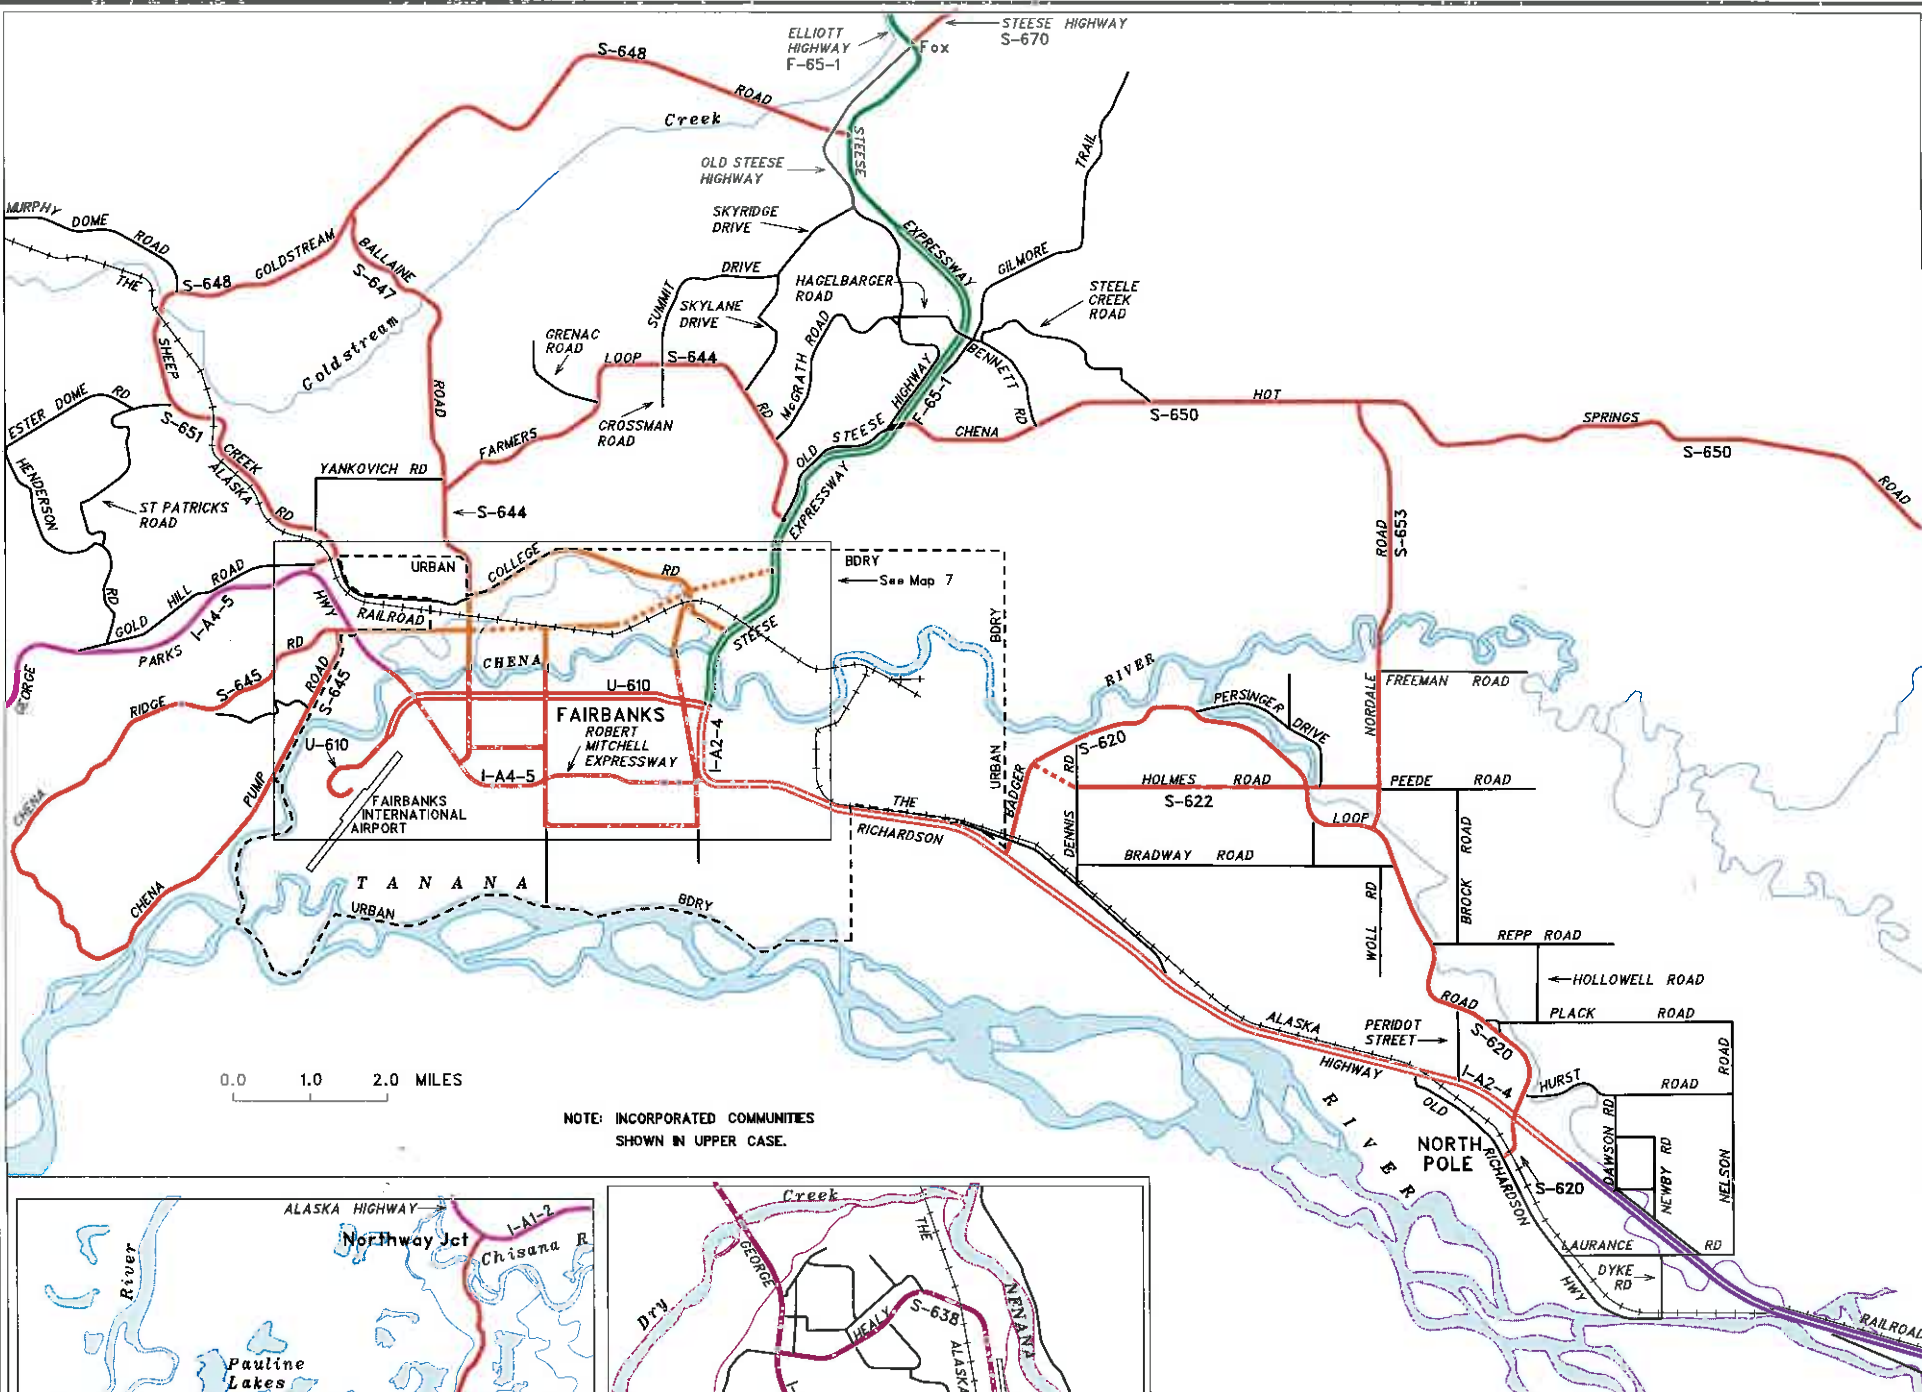 STEESE HIGHWAY
S-670
ELLIOTT
HIGHWAY
F-65-1
Fox
S-648
ROAD
Creek
STEESE
OLD STEESE
HIGHWAY
TRAIL
MURPHY
DOME
ROAD
THE
SKYRIDGE
DRIVE
EXPRESSWAY
GILMORE
S-648
GOLDSTREAM
BALLAINE
S-647
DRIVE
SUMMIT
SKYLANE
DRIVE
HAGELBARGER
ROAD
STEELE
CREEK
ROAD
Goldstream
GRENAC
ROAD
LOOP
S-644
McGRATH ROAD
BENNETT
RD
SHEEP
ROAD
ESTER DOME
RD
HENDERSON
RD
S-651
CREEK
RD
ALASKA
ST PATRICKS
ROAD
YANKOVICH RD
FARMERS
CROSSMAN
ROAD
RD
OLD
STEESE
HIGHWAY
F-65-1
EXPRESSWAY
CHENA
S-650
HOT
SPRINGS
S-650
ROAD
S-644
ROAD
S-653
URBAN
COLLEGE
RD
BDRY
See Map 7
GOLD
HILL
ROAD
I-A4-5
PARKS
HWY
RAILROAD
STEESE
BDRY
URBAN
GEORGE
RD
S-645
ROAD
S-645
RIDGE
CHENA
CHENA
U-610
FAIRBANKS
ROBERT
MITCHELL
EXPRESSWAY
I-A2-4
U-610
I-A4-5
PUMP
CHENA
FAIRBANKS
INTERNATIONAL
AIRPORT
RIVER
PERSINGER
DRIVE
NORDALE
FREEMAN ROAD
S-620
BADGER
DENNIS
RD
HOLMES ROAD
S-622
PEEDE ROAD
LOOP
THE
RICHARDSON
BRADWAY ROAD
WOLL
RD
BROCK
ROAD
TANANA
URBAN
BDRY
REPP ROAD
HOLLOWELL ROAD
ROAD
PLACK ROAD
ALASKA
HIGHWAY
PERIDOT
STREET
S-620
I-A2-4
HURST
ROAD
ROAD
NELSON
0.0 1.0 2.0 MILES
NOTE: INCORPORATED COMMUNITIES
SHOWN IN UPPER CASE.
RIVER
OLD
RICHARDSON
HWY
NORTH
POLE
S-620
DAWSON RD
NEWBY RD
LAURANCE RD
DYKE
RD
RAILROAD
ALASKA HIGHWAY
I-A1-2
Northway Jct
Chisana R
River
Pauline
Lakes
Creek
Dry
GEORGE
THE
ALASKA
NENANA
HEALY
S-638